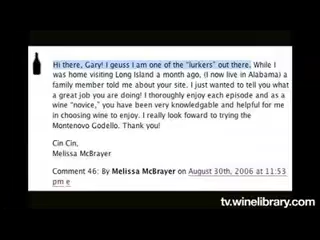 Hi there, Gary! I geuss I am one of the "lurkers" out there. While I
was home visiting Long Island a month ago, (I now live in Alabama) a
family member told me about your site. I just wanted to tell you what
a great job you are doing! I thoroughly enjoy each episode and as a
wine "novice," you have been very knowledgable and helpful for me
in choosing wine to enjoy. I really look foward to trying the
Montenovo Godello. Thank you!
Cin Cin,
Melissa McBrayer
Comment 46: By Melissa McBrayer on August 30th, 2006 at 11:53
pm e
tv.winelibrary.com